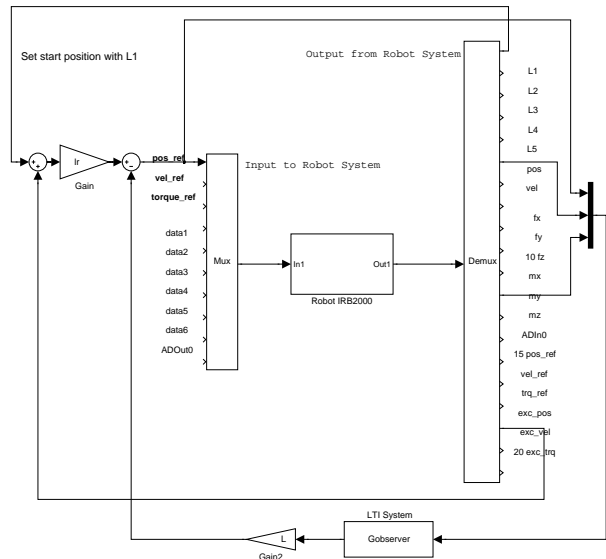 Set start position with L1
Output from Robot System
L1
L2
L3
L4
L5
pos
vel
fx
fy
10 fz
mx
my
mz
ADIn0
15 pos_ref
vel_ref
trq_ref
exc_pos
exc_vel
20 exc_trq
Demux
+
+
Ir
Gain
+
−
pos_ref
vel_ref
torque_ref
data1
data2
data3
data4
data5
data6
ADOut0
Input to Robot System
Mux
In1
Out1
Robot IRB2000
LTI System
Gobserver
L
Gain2